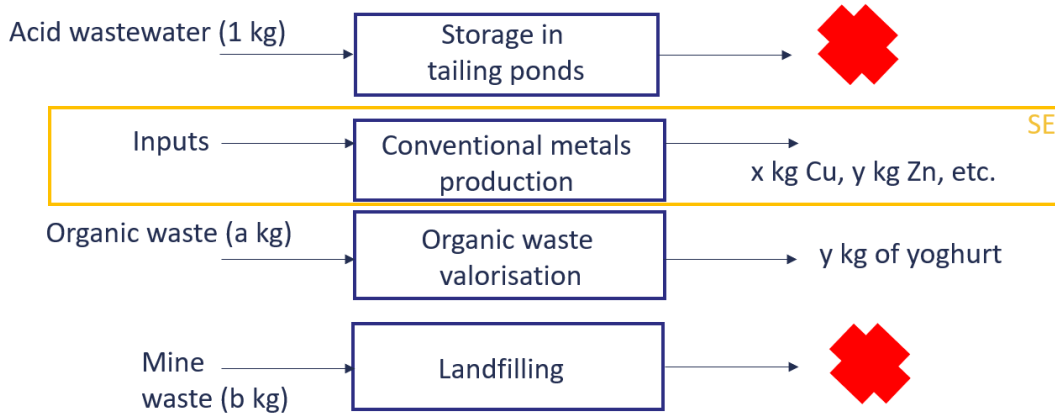 Acid wastewater (1 kg)
Storage in
tailing ponds
SE
Inputs
Conventional metals
production
x kg Cu, y kg Zn, etc.
Organic waste (a kg)
Organic waste
valorisation
y kg of yoghurt
Mine
waste (b kg)
Landfilling